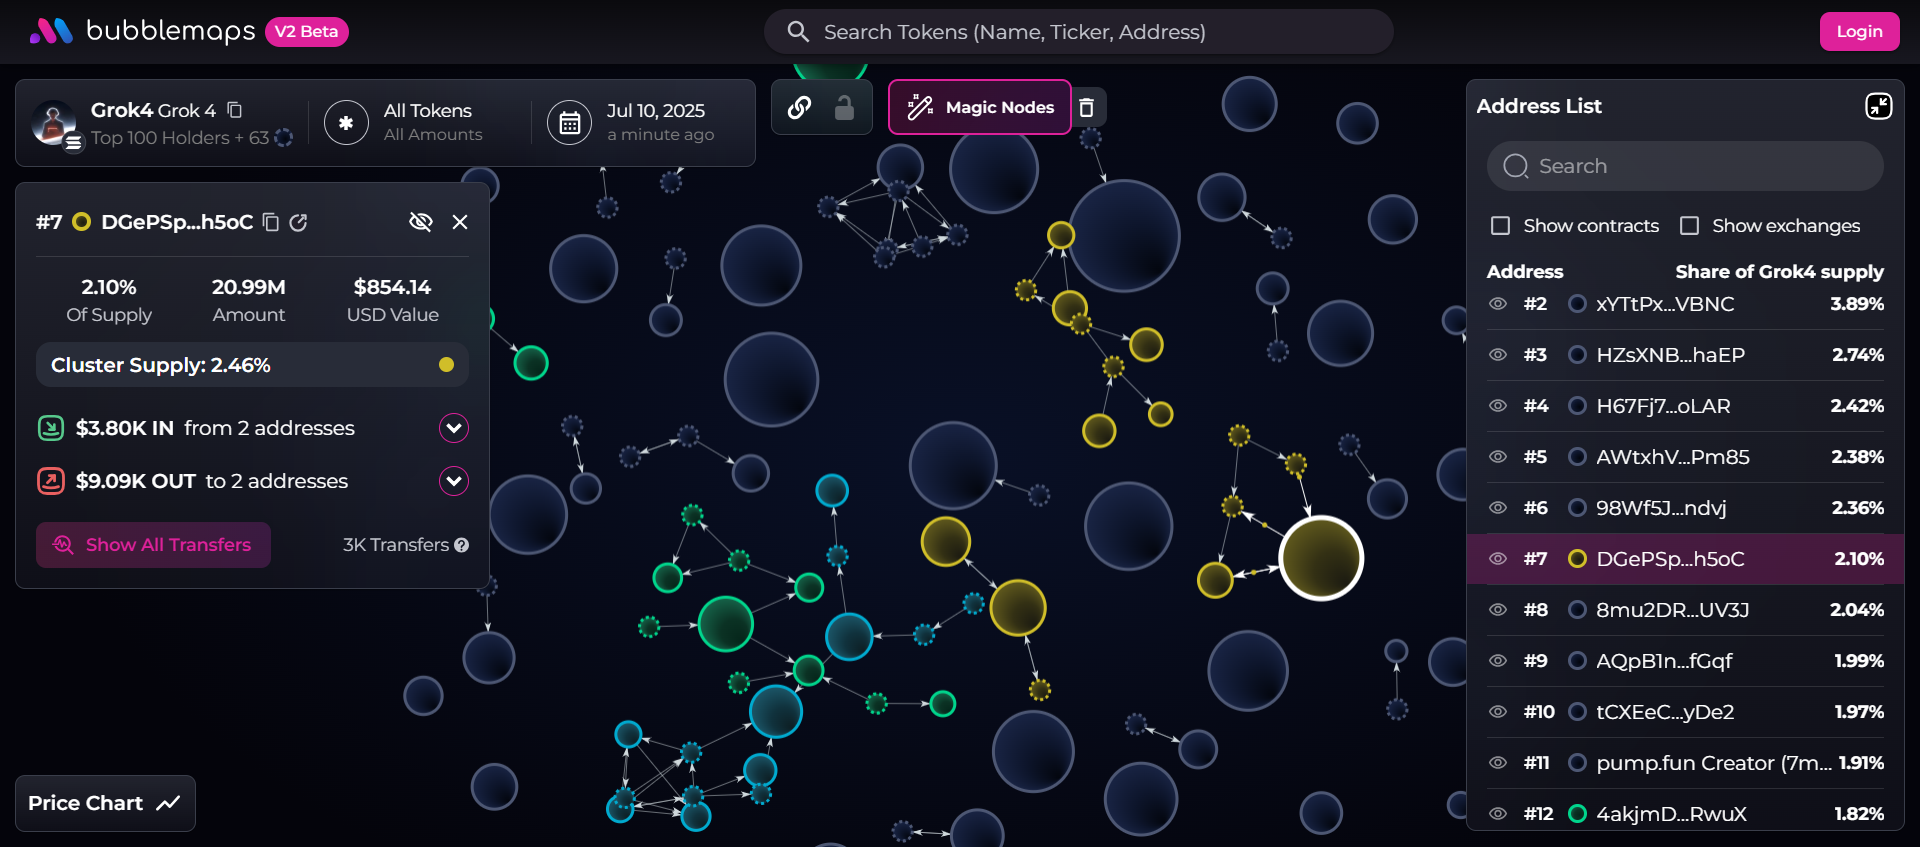 bubblemaps V2 Beta
Search Tokens (Name, Ticker, Address)
Login
Grok4 Grok 4
Top 100 Holders + 63
All Tokens
All Amounts
Jul 10, 2025
a minute ago
Magic Nodes
#7 DGePSp...h5oC
2.10% 20.99M $854.14
Of Supply Amount USD Value
Cluster Supply: 2.46%
$3.80K IN from 2 addresses
$9.09K OUT to 2 addresses
Show All Transfers 3K Transfers ?
Price Chart
Address List
Search
Show contracts Show exchanges
Address Share of Grok4 supply
#2 xYTtPx...VBNC 3.89%
#3 HZsXNB...haEP 2.74%
#4 H67Fj7...oLAR 2.42%
#5 AWtxhV...Pm85 2.38%
#6 98Wf5J...ndvj 2.36%
#7 DGePSp...h5oC 2.10%
#8 8mu2DR...UV3J 2.04%
#9 AQpB1n...fGqf 1.99%
#10 tCXEeC...yDe2 1.97%
#11 pump.fun Creator (7m... 1.91%
#12 4akjmD...RwuX 1.82%